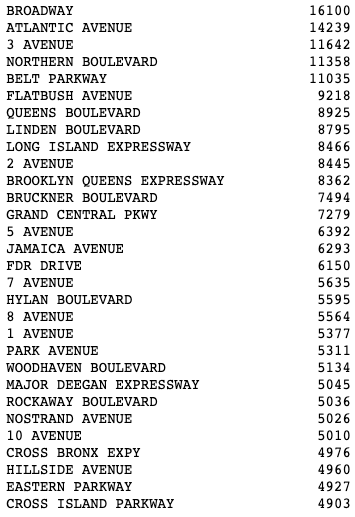 BROADWAY 16100
ATLANTIC AVENUE 14239
3 AVENUE 11642
NORTHERN BOULEVARD 11358
BELT PARKWAY 11035
FLATBUSH AVENUE 9218
QUEENS BOULEVARD 8925
LINDEN BOULEVARD 8795
LONG ISLAND EXPRESSWAY 8466
2 AVENUE 8445
BROOKLYN QUEENS EXPRESSWAY 8362
BRUCKNER BOULEVARD 7494
GRAND CENTRAL PKWY 7279
5 AVENUE 6392
JAMAICA AVENUE 6293
FDR DRIVE 6150
7 AVENUE 5635
HYLAN BOULEVARD 5595
8 AVENUE 5564
1 AVENUE 5377
PARK AVENUE 5311
WOODHAVEN BOULEVARD 5134
MAJOR DEEGAN EXPRESSWAY 5045
ROCKAWAY BOULEVARD 5036
NOSTRAND AVENUE 5026
10 AVENUE 5010
CROSS BRONX EXPY 4976
HILLSIDE AVENUE 4960
EASTERN PARKWAY 4927
CROSS ISLAND PARKWAY 4903